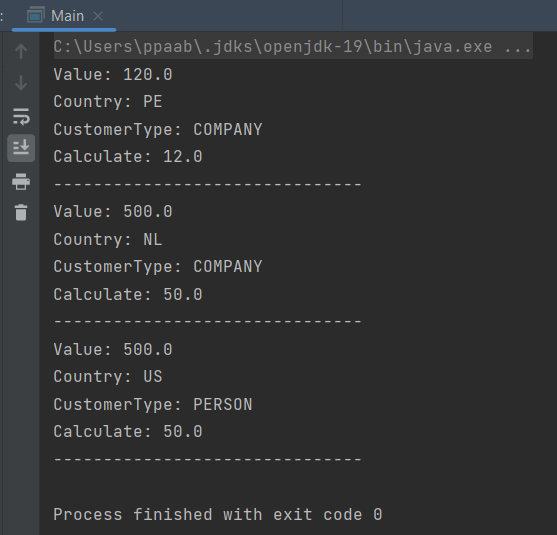 :
Main
C:\Users\ppaab\.jdks\openjdk-19\bin\java.exe ...
Value: 120.0
Country: PE
CustomerType: COMPANY
Calculate: 12.0
-------------------------------
Value: 500.0
Country: NL
CustomerType: COMPANY
Calculate: 50.0
-------------------------------
Value: 500.0
Country: US
CustomerType: PERSON
Calculate: 50.0
-------------------------------
Process finished with exit code 0